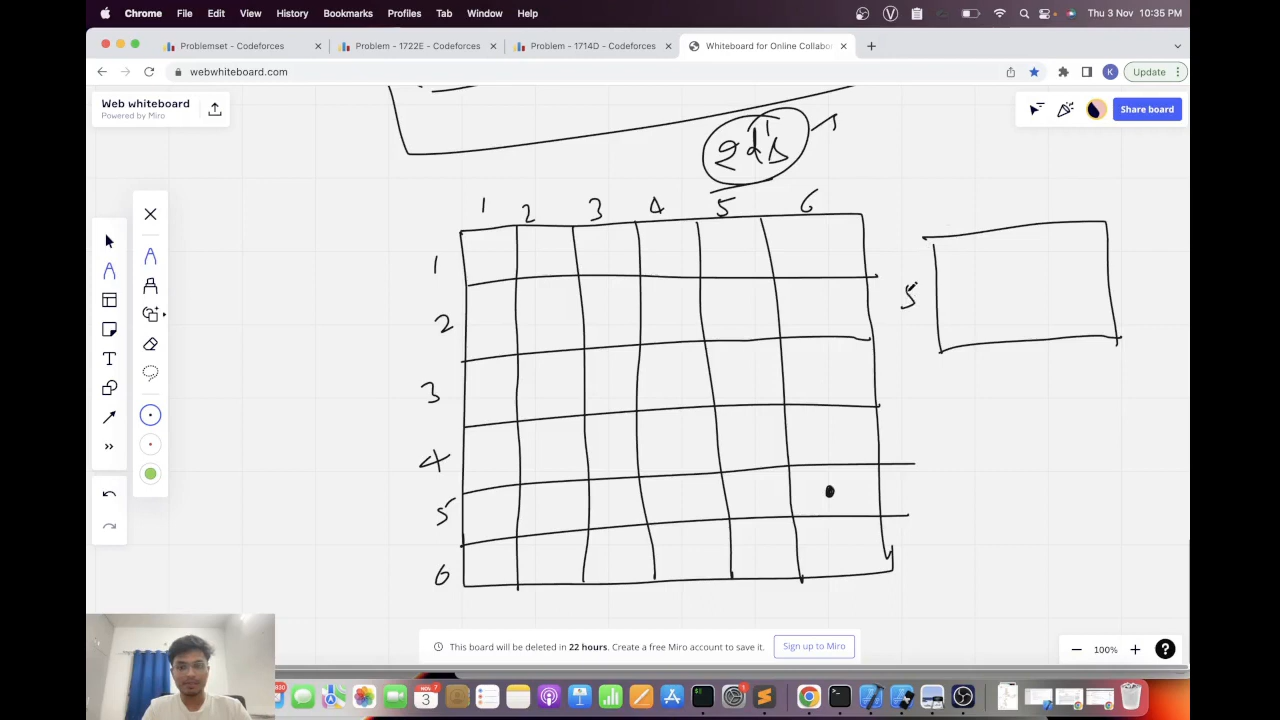 Chrome File Edit View History Bookmarks Profiles Tab Window Help
Thu 3 Nov 10:35 PM
Problemset - Codeforces
Problem - 1722E - Codeforces
Problem - 1714D - Codeforces
Whiteboard for Online Collabo
webwhiteboard.com
K
Update
Web whiteboard
Powered by Miro
Share board
1 2 3 4 5 6
1
2
3
4
5
6
5
This board will be deleted in 22 hours. Create a free Miro account to save it.
Sign up to Miro
100%
?
NOV
3